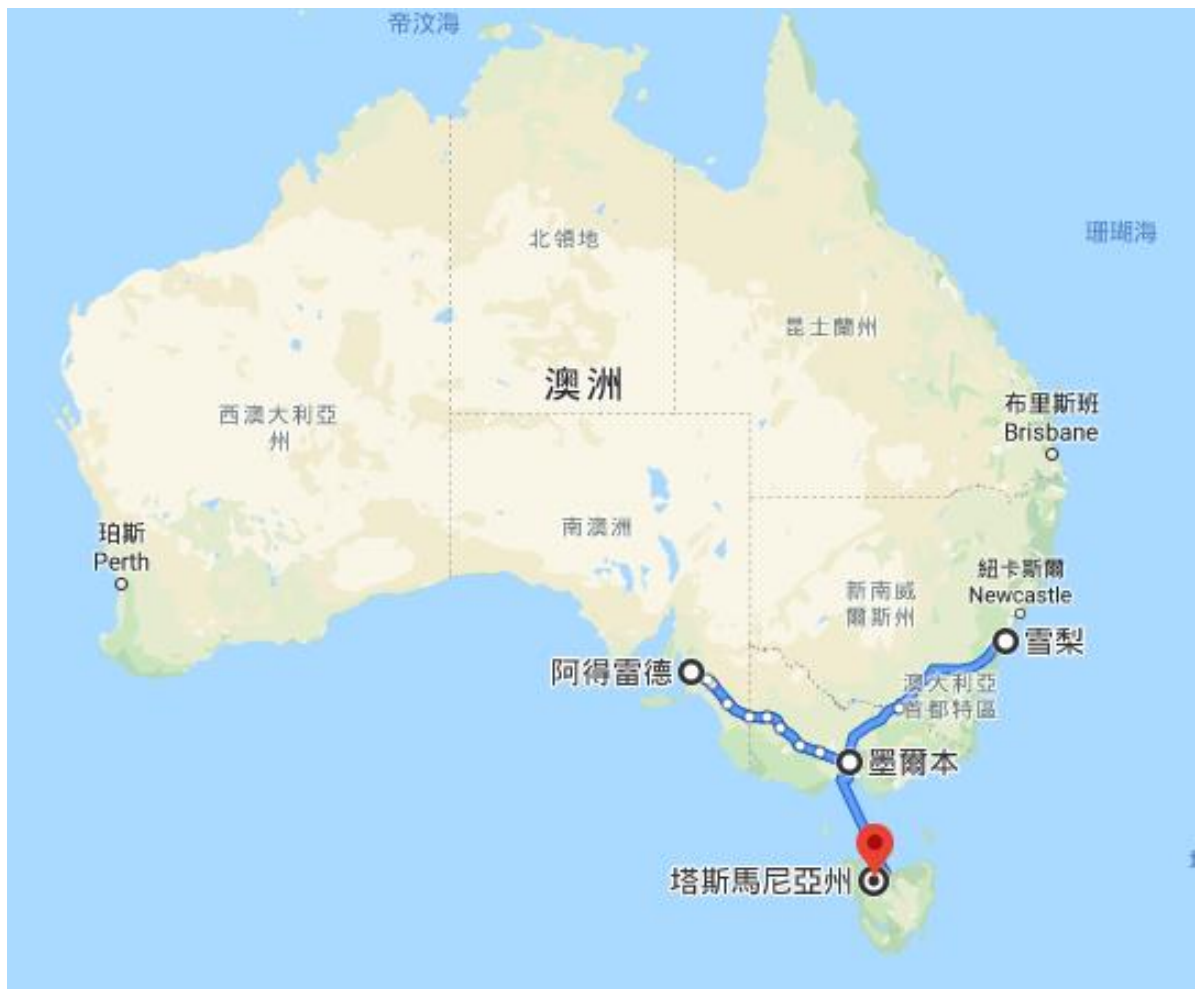 帝汶海
珊瑚海
北領地
昆士蘭州
澳洲
西澳大利亞
州
布里斯班
Brisbane
南澳洲
珀斯
Perth
紐卡斯爾
Newcastle
新南威
爾斯州
雪梨
阿得雷德
澳大利亞
首都特區
墨爾本
塔斯馬尼亞州